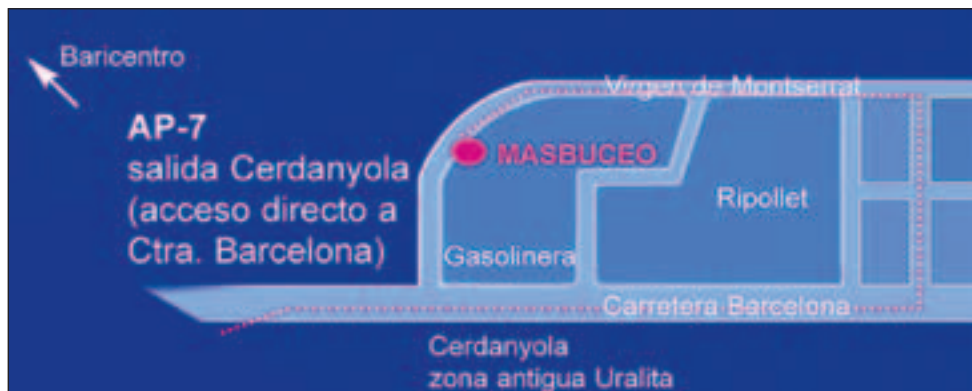 Baricentro
Virgen de Montserrat
AP-7
salida Cerdanyola
(acceso directo a
Ctra. Barcelona)
MASBUCEO
Ripollet
Gasolinera
Carretera Barcelona
Cerdanyola
zona antigua Uralita